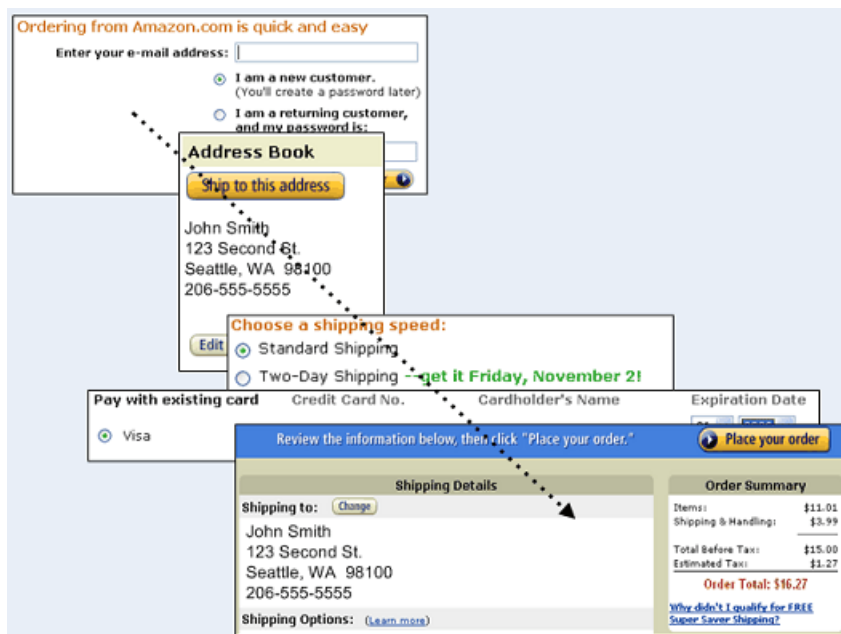 Ordering from Amazon.com is quick and easy
Enter your e-mail address:
I am a new customer.
(You'll create a password later)
I am a returning customer,
and my password is:
Address Book
Ship to this address
John Smith
123 Second St.
Seattle, WA 98100
206-555-5555
Edit
Choose a shipping speed:
Standard Shipping
Two-Day Shipping --get it Friday, November 2!
Pay with existing card Credit Card No. Cardholder's Name Expiration Date
Visa
Review the information below, then click "Place your order."
Place your order
Shipping Details
Shipping to: Change
John Smith
123 Second St.
Seattle, WA 98100
206-555-5555
Shipping Options: (Learn more)
Order Summary
Items: $11.01
Shipping & Handling: $3.99
Total Before Tax: $15.00
Estimated Tax: $1.27
Order Total: $16.27
Why didn't I qualify for FREE
Super Saver Shipping?